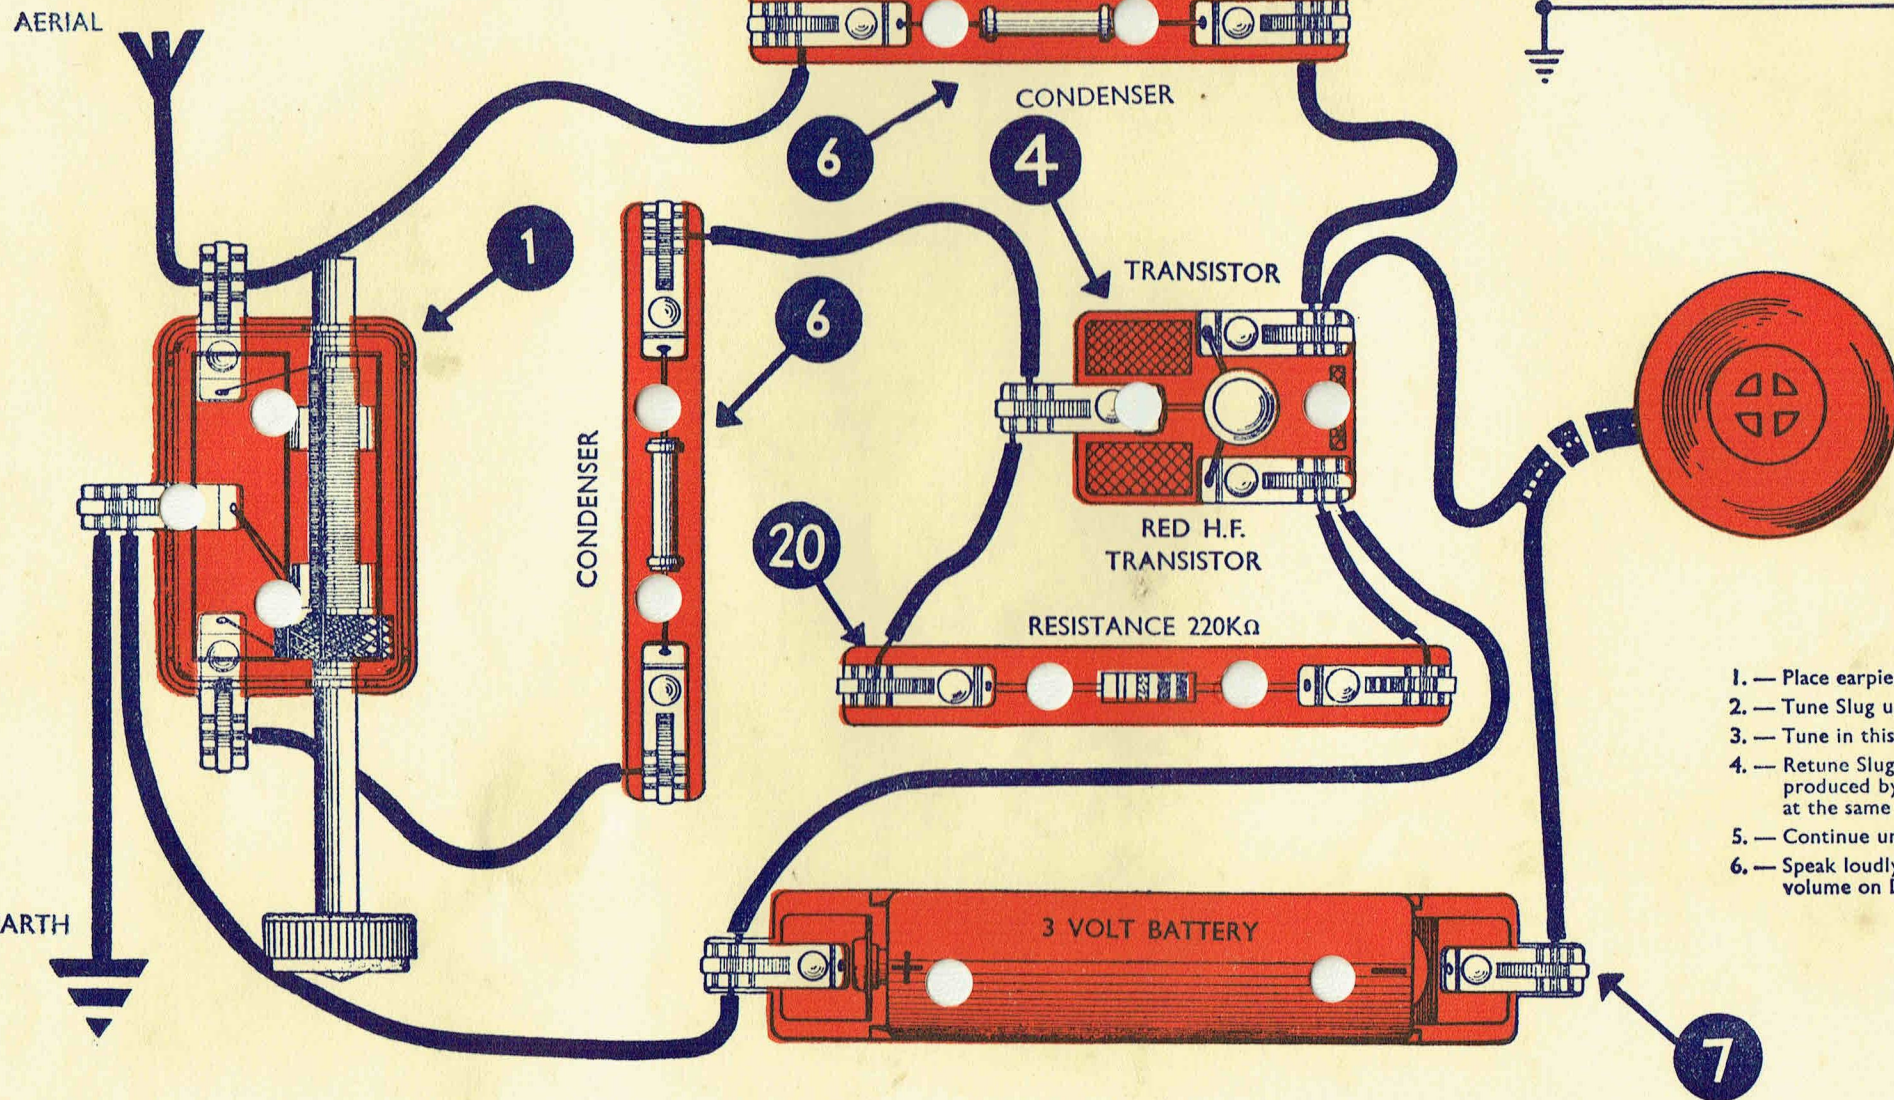 AERIAL
CONDENSER
6
4
1
TRANSISTOR
6
CONDENSER
RED H.F.
TRANSISTOR
20
RESISTANCE 220KΩ
1. — Place
2. — Tune Slug
3. — Tune in this
4. — Retune Slug
produced by
at the same
5. — Continue
6. — Speak loudly
volume on
ARTH
3 VOLT BATTERY
+ —
7